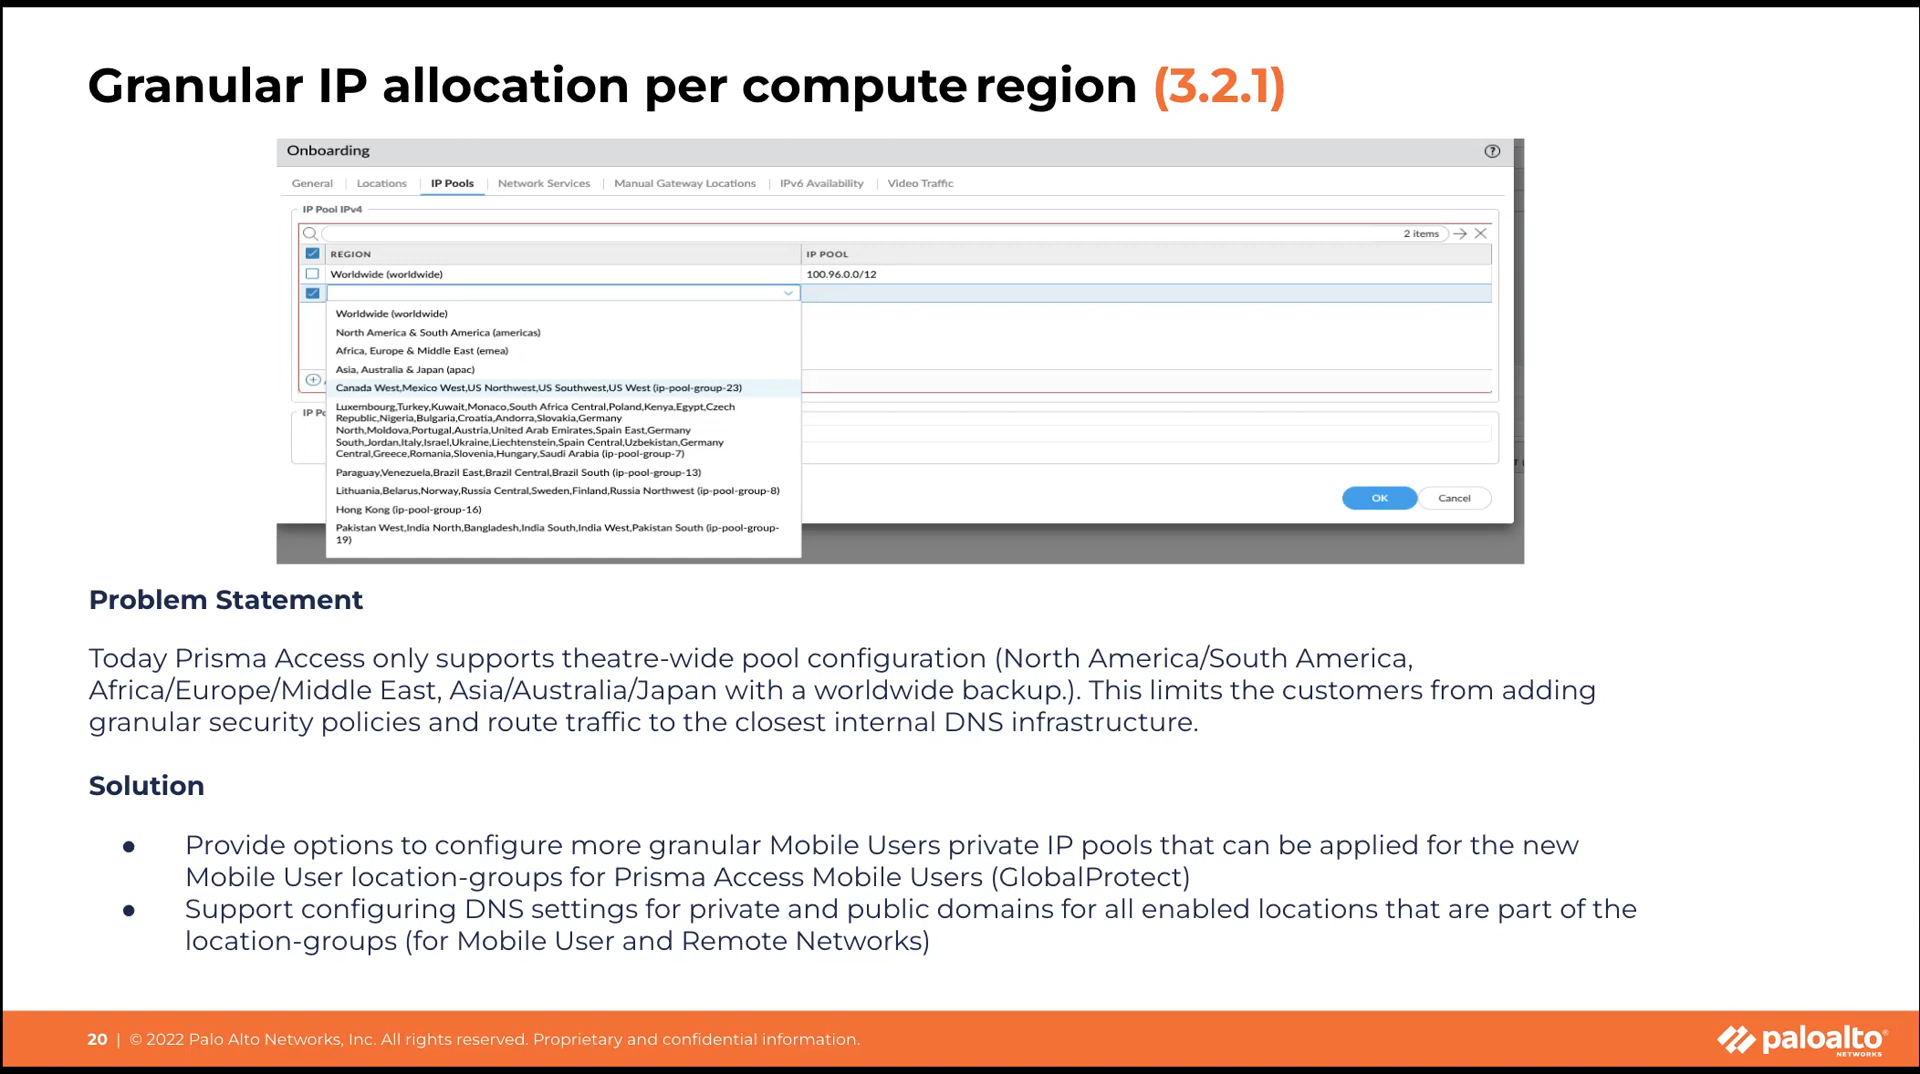 Granular IP allocation per compute region (3.2.1)
Onboarding
General
Locations
IP Pools
Network Services
Manual Gateway Locations
IPv6 Availability
Video Traffic
IP Pool IPv4
2 items
REGION
IP POOL
Worldwide (worldwide)
100.96.0.0/12
Worldwide (worldwide)
North America & South America (americas)
Africa, Europe & Middle East (emea)
Asia, Australia & Japan (apac)
Canada West,Mexico West,US Northwest,US Southwest,US West (ip-pool-group-23)
Luxembourg,Turkey,Kuwait,Monaco,South Africa Central,Poland,Kenya,Egypt,Czech
Republic,Nigeria,Bulgaria,Croatia,Andorra,Slovakia,Germany
North,Moldova,Portugal,Austria,United Arab Emirates,Spain East,Germany
South,Jordan,Italy,Israel,Ukraine,Liechtenstein,Spain Central,Uzbekistan,Germany
Central,Greece,Romania,Slovenia,Hungary,Saudi Arabia (ip-pool-group-7)
Paraguay,Venezuela,Brazil East,Brazil Central,Brazil South (ip-pool-group-13)
Lithuania,Belarus,Norway,Russia Central,Sweden,Finland,Russia Northwest (ip-pool-group-8)
Hong Kong (ip-pool-group-16)
Pakistan West,India North,Bangladesh,India South,India West,Pakistan South (ip-pool-group-
19)
OK
Cancel
Problem Statement
Today Prisma Access only supports theatre-wide pool configuration (North America/South America,
Africa/Europe/Middle East, Asia/Australia/Japan with a worldwide backup.). This limits the customers from adding
granular security policies and route traffic to the closest internal DNS infrastructure.
Solution
● Provide options to configure more granular Mobile Users private IP pools that can be applied for the new
Mobile User location-groups for Prisma Access Mobile Users (GlobalProtect)
● Support configuring DNS settings for private and public domains for all enabled locations that are part of the
location-groups (for Mobile User and Remote Networks)
20 | © 2022 Palo Alto Networks, Inc. All rights reserved. Proprietary and confidential information.
paloalto
NETWORKS